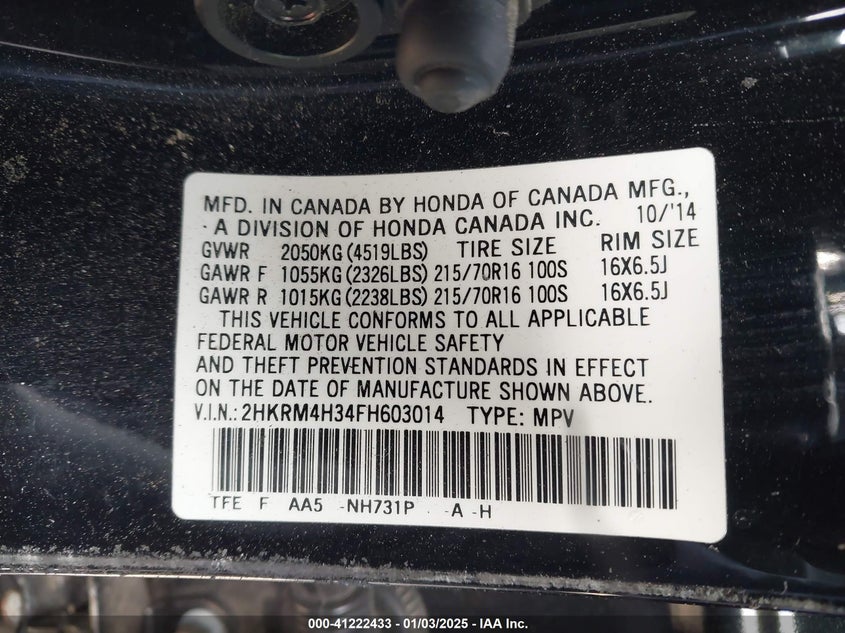 MFD. IN CANADA BY HONDA OF CANADA MFG.,
A DIVISION OF HONDA CANADA INC. 10/'14
GVWR 2050KG(4519LBS) TIRE SIZE RIM SIZE
GAWR F 1055KG(2326LBS) 215/70R16 100S 16X6.5J
GAWR R 1015KG(2238LBS) 215/70R16 100S 16X6.5J
THIS VEHICLE CONFORMS TO ALL APPLICABLE
FEDERAL MOTOR VEHICLE SAFETY
AND THEFT PREVENTION STANDARDS IN EFFECT
ON THE DATE OF MANUFACTURE SHOWN ABOVE.
V.I.N.: 2HKRM4H34FH603014 TYPE: MPV
TFE F AA5 -NH731P -A -H
000-41222433 - 01/03/2025 - IAA Inc.